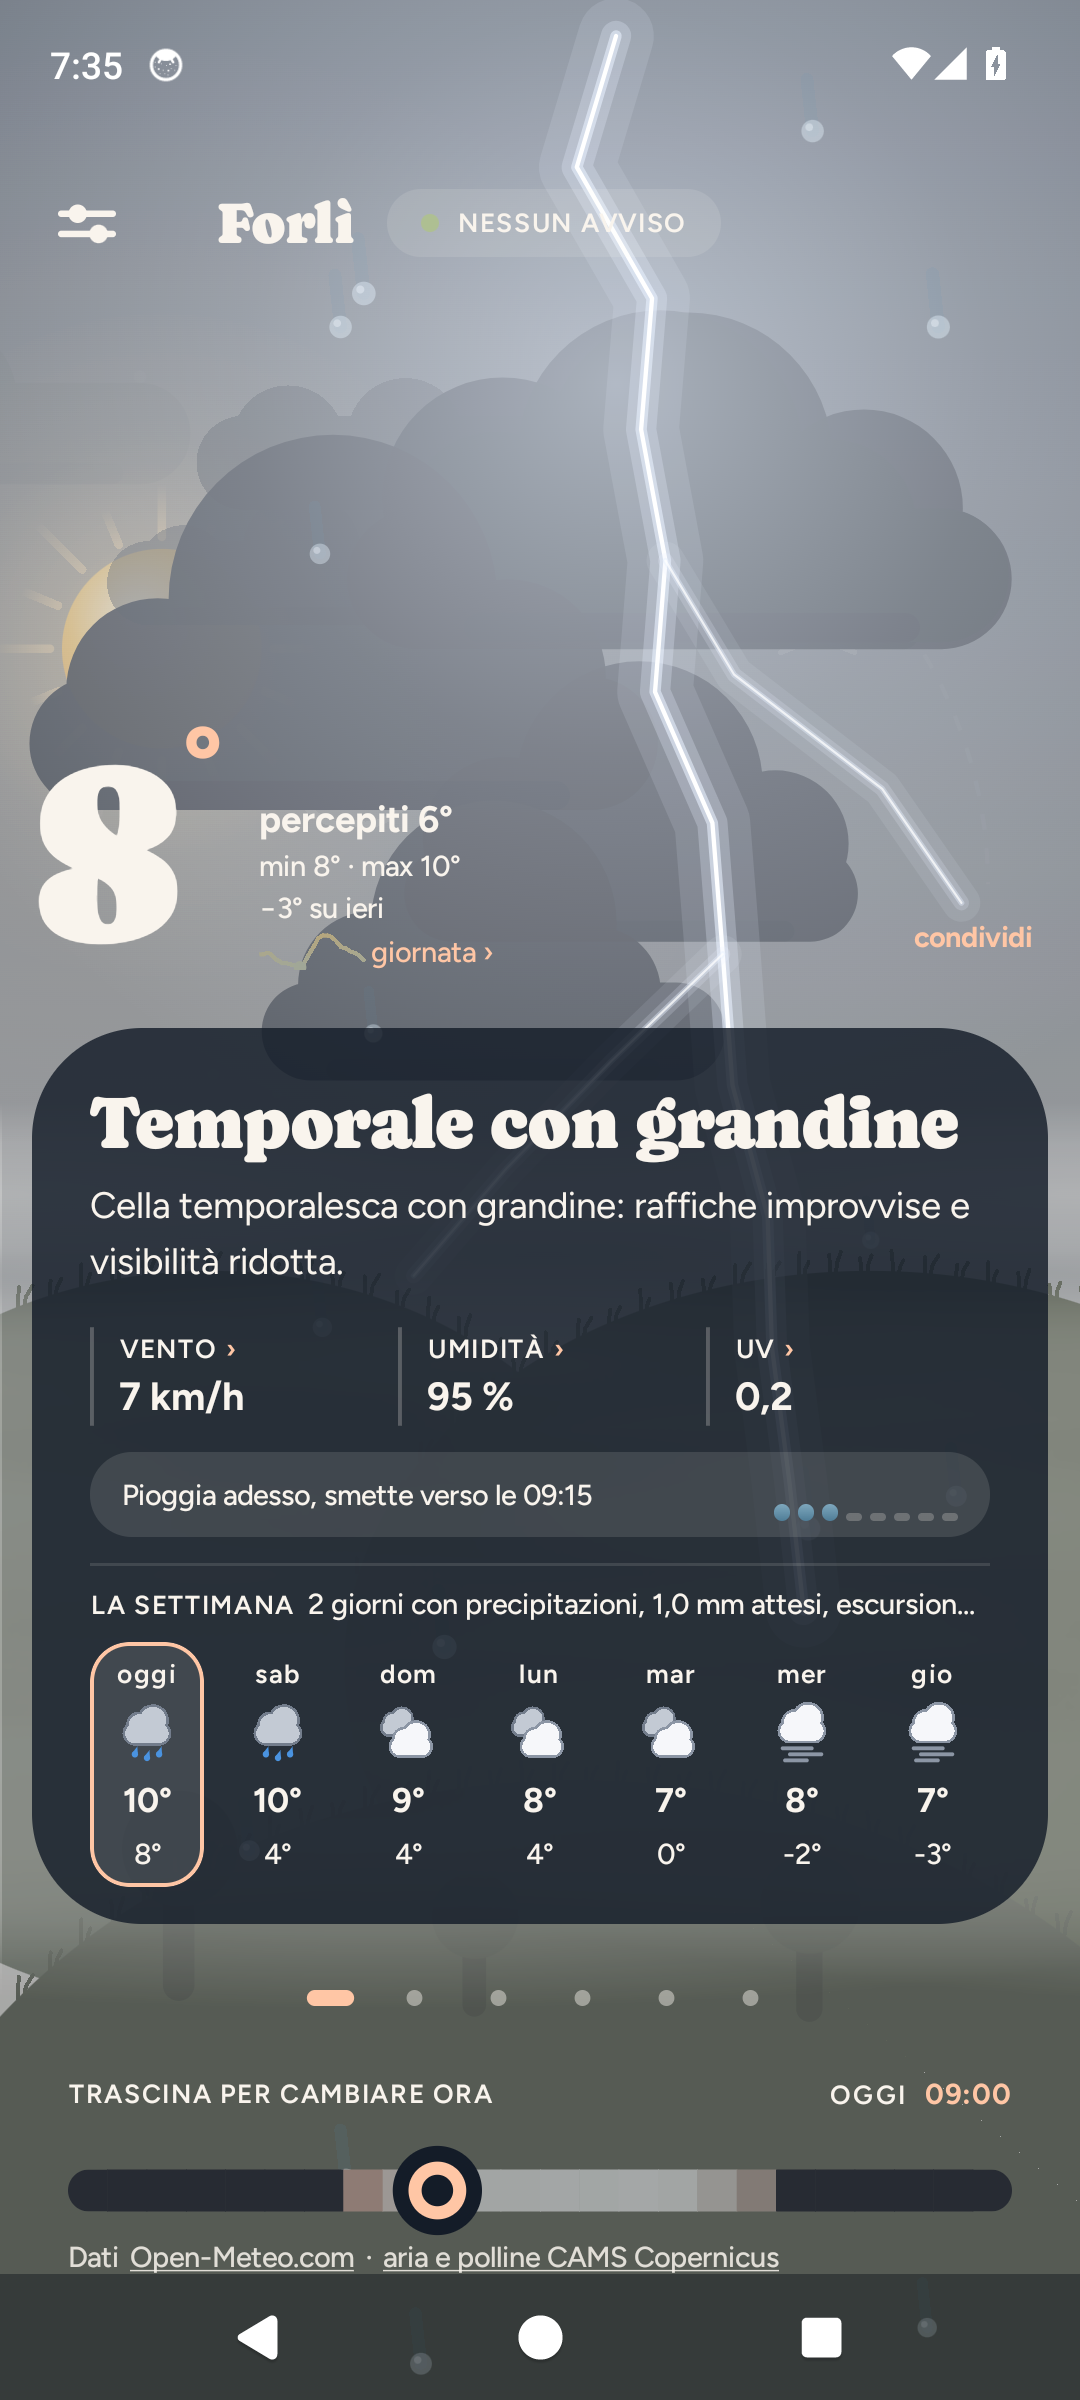 7:35
Forlì
NESSUN AVVISO
8
percepiti 6°
min 8° · max 10°
−3° su ieri
giornata ›
condividi
Temporale con grandine
Cella temporalesca con grandine: raffiche improvvise e
visibilità ridotta.
VENTO › UMIDITÀ › UV ›
7 km/h 95 % 0,2
Pioggia adesso, smette verso le 09:15
LA SETTIMANA 2 giorni con precipitazioni, 1,0 mm attesi, escursion…
oggi sab dom lun mar mer gio
10° 10° 9° 8° 7° 8° 7°
8° 4° 4° 4° 0° -2° -3°
TRASCINA PER CAMBIARE ORA OGGI 09:00
Dati Open-Meteo.com · aria e polline CAMS Copernicus